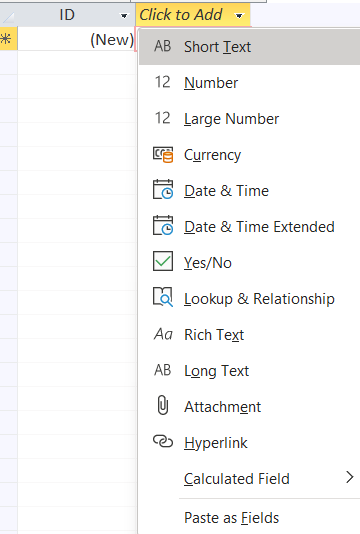 ID Click to Add
(New)
AB Short Text
12 Number
12 Large Number
Currency
Date & Time
Date & Time Extended
Yes/No
Lookup & Relationship
Aa Rich Text
AB Long Text
Attachment
Hyperlink
Calculated Field
Paste as Fields